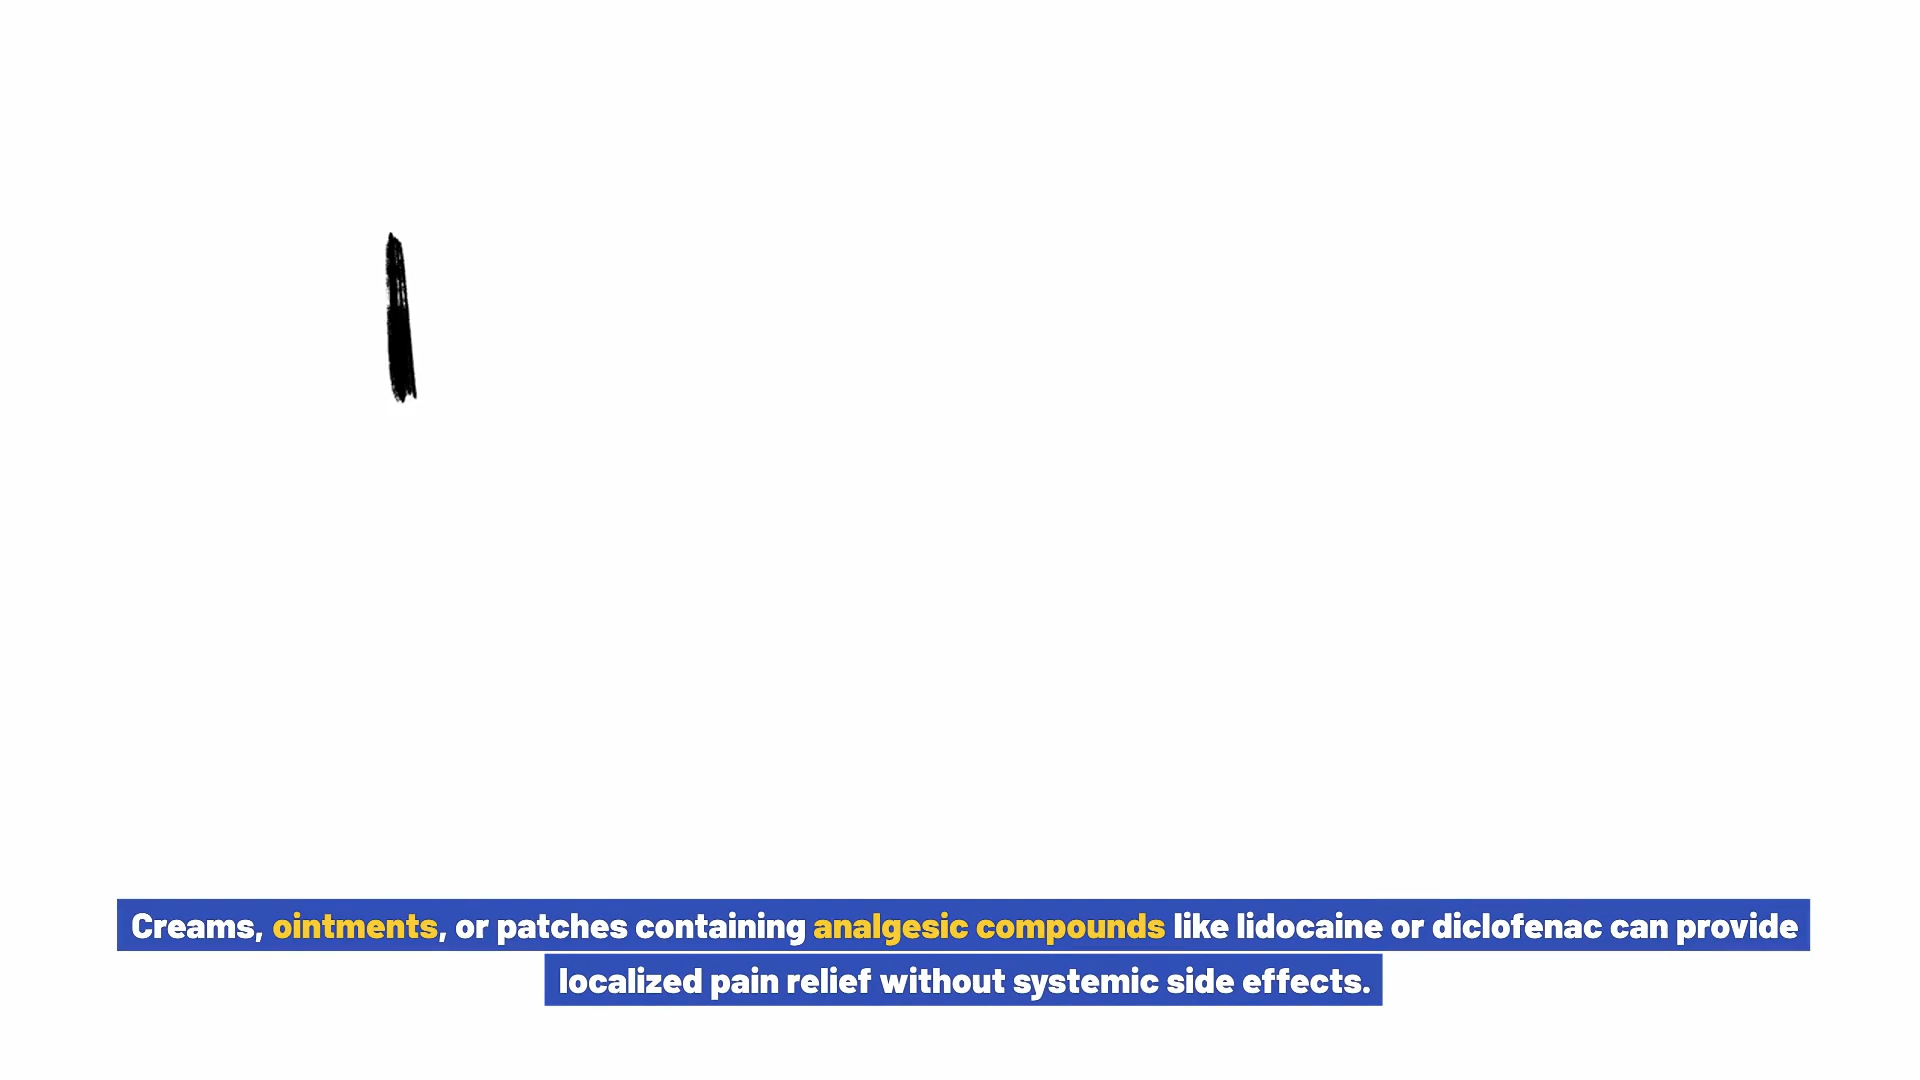 Creams, ointments, or patches containing analgesic compounds like lidocaine or diclofenac can provide
localized pain relief without systemic side effects.